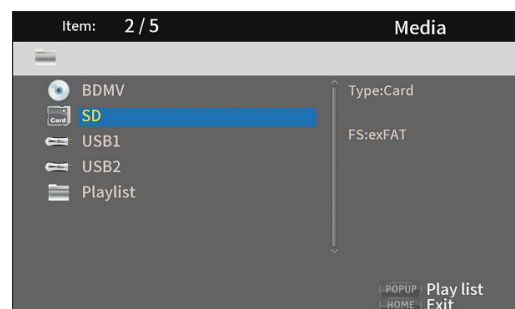 Item: 2/5 Media
BDMV
Type:Card
Card
SD
FS:exFAT
USB1
USB2
Playlist
POPUP Play list
HOME Exit